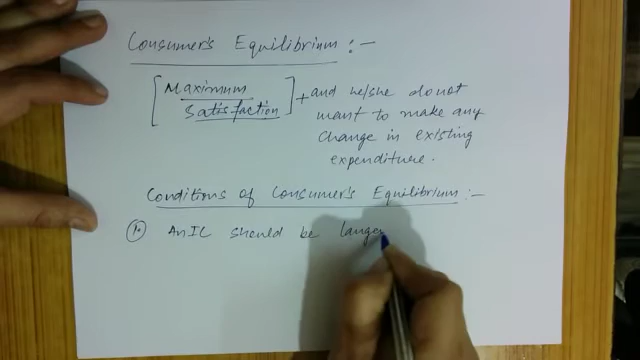 Consumer's Equilibrium :-
[Maximum Satisfaction] + and he/she do not
want to make any
change in existing
expenditure.
Conditions of Consumer's Equilibrium :-
1. An IC should be